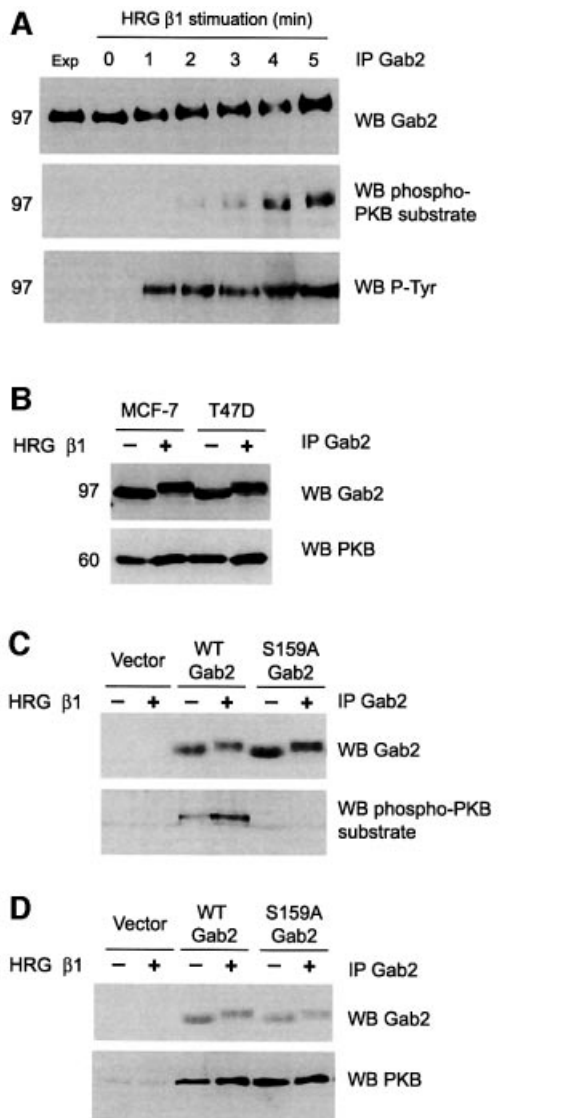 A
HRG β1 stimuation (min)
Exp 0 1 2 3 4 5 IP Gab2
97 WB Gab2
97 WB phospho-
PKB substrate
97 WB P-Tyr
B
MCF-7 T47D
HRG β1 – + – + IP Gab2
97 WB Gab2
60 WB PKB
C
Vector WT
Gab2 S159A
Gab2
HRG β1 – + – + – + IP Gab2
WB Gab2
WB phospho-PKB
substrate
D
Vector WT
Gab2 S159A
Gab2
HRG β1 – + – + – + IP Gab2
WB Gab2
WB PKB